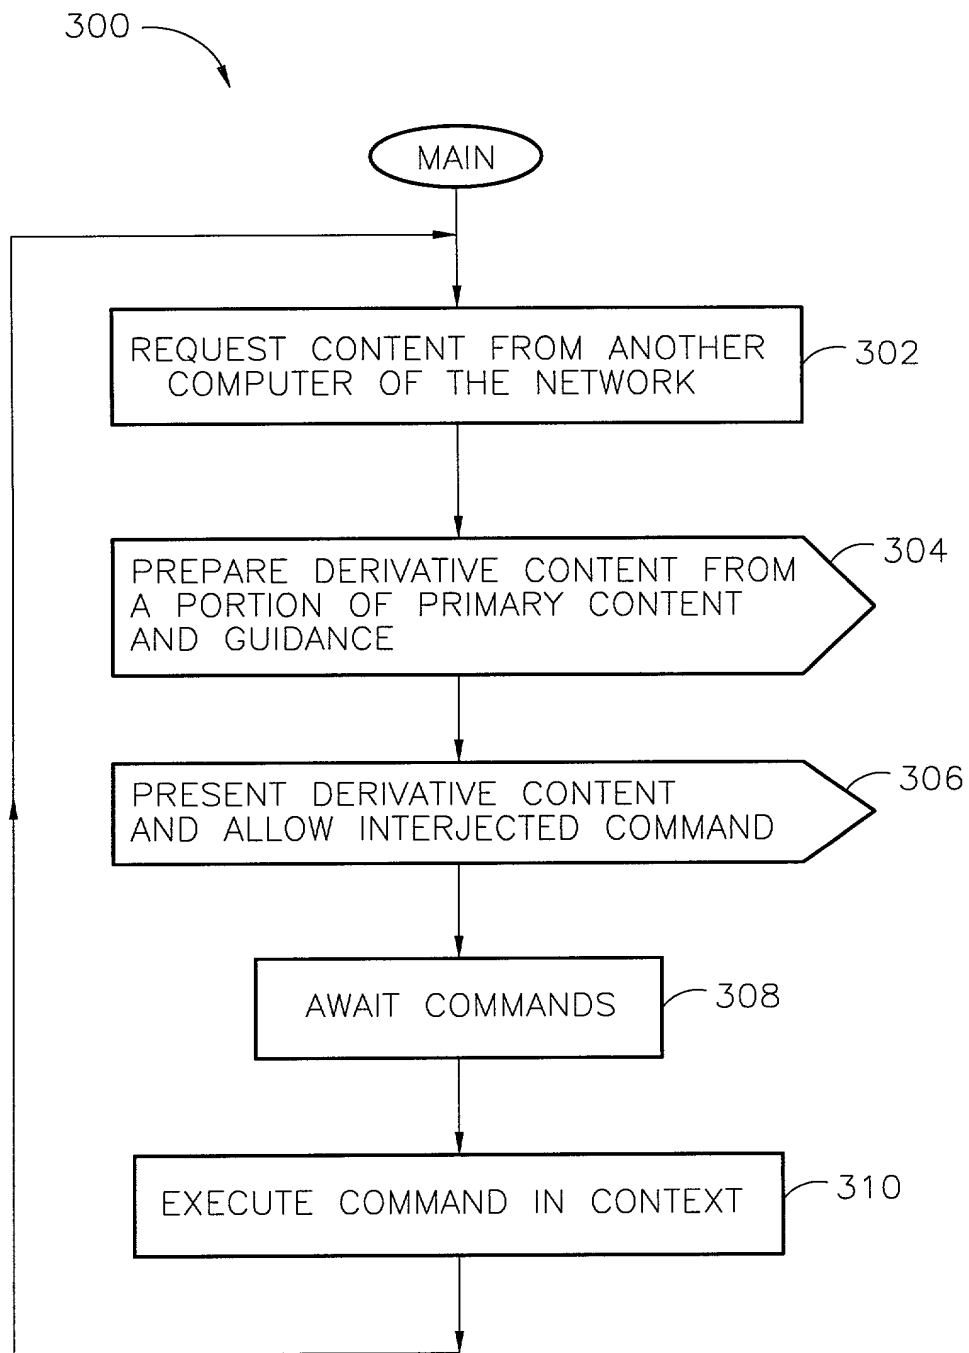 300
MAIN
REQUEST CONTENT FROM ANOTHER
COMPUTER OF THE NETWORK
302
PREPARE DERIVATIVE CONTENT FROM
A PORTION OF PRIMARY CONTENT
AND GUIDANCE
304
PRESENT DERIVATIVE CONTENT
AND ALLOW INTERJECTED COMMAND
306
AWAIT COMMANDS
308
EXECUTE COMMAND IN CONTEXT
310